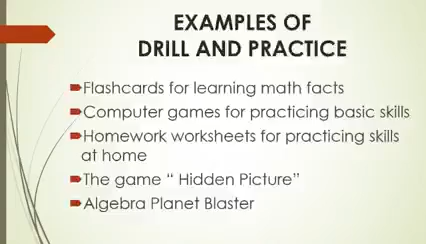 EXAMPLES OF
DRILL AND PRACTICE
Flashcards for learning math facts
Computer games for practicing basic skills
Homework worksheets for practicing skills
at home
The game “ Hidden Picture”
Algebra Planet Blaster